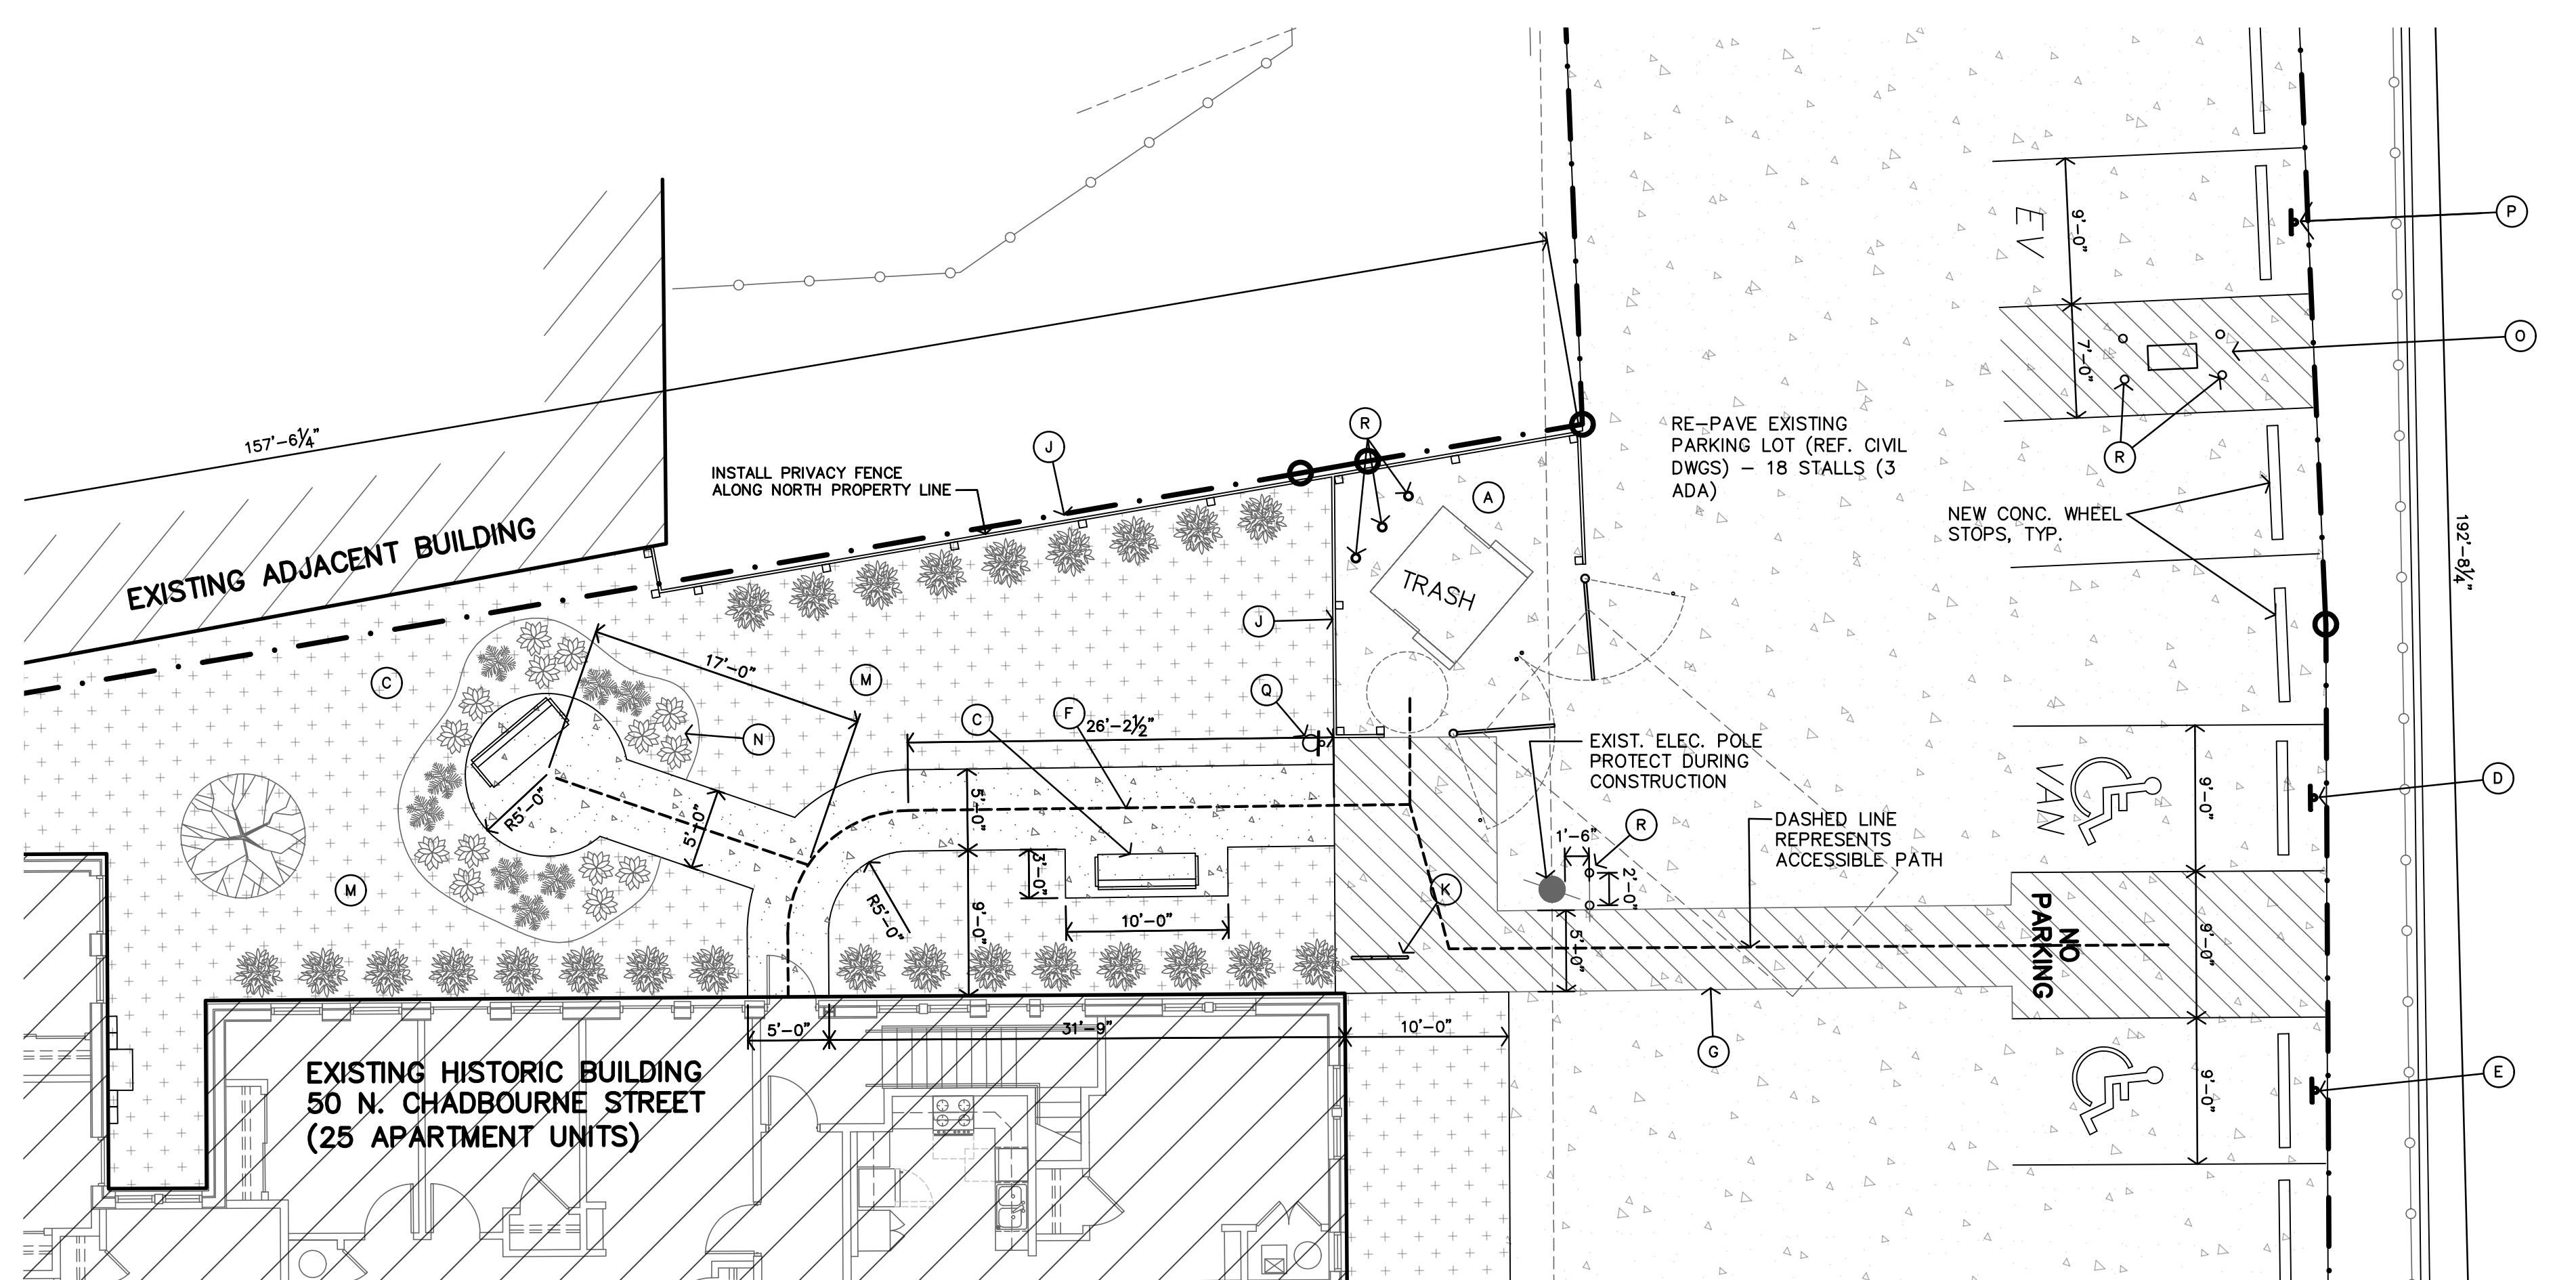 P
EV
9'-0"
O
7'-0"
R
157'-6¼"
J
R
INSTALL PRIVACY FENCE
ALONG NORTH PROPERTY LINE
A
RE-PAVE EXISTING
PARKING LOT (REF. CIVIL
DWGS) – 18 STALLS (3
ADA)
NEW CONC. WHEEL
STOPS, TYP.
192'-8¼"
EXISTING ADJACENT BUILDING
TRASH
J
C
17'-0"
M
Q
C
F
26'-2½"
N
EXIST. ELEC. POLE
PROTECT DURING
CONSTRUCTION
D
VAN
9'-0"
R5'-0"
5'-0"
5'-0"
DASHED LINE
REPRESENTS
ACCESSIBLE PATH
1'-6"
R
2'-0"
M
3'-0"
R5'-0"
9'-0"
10'-0"
K
5'-0"
NO
PARKING
9'-0"
5'-0"
31'-9"
10'-0"
G
E
9'-0"
EXISTING HISTORIC BUILDING
50 N. CHADBOURNE STREET
(25 APARTMENT UNITS)